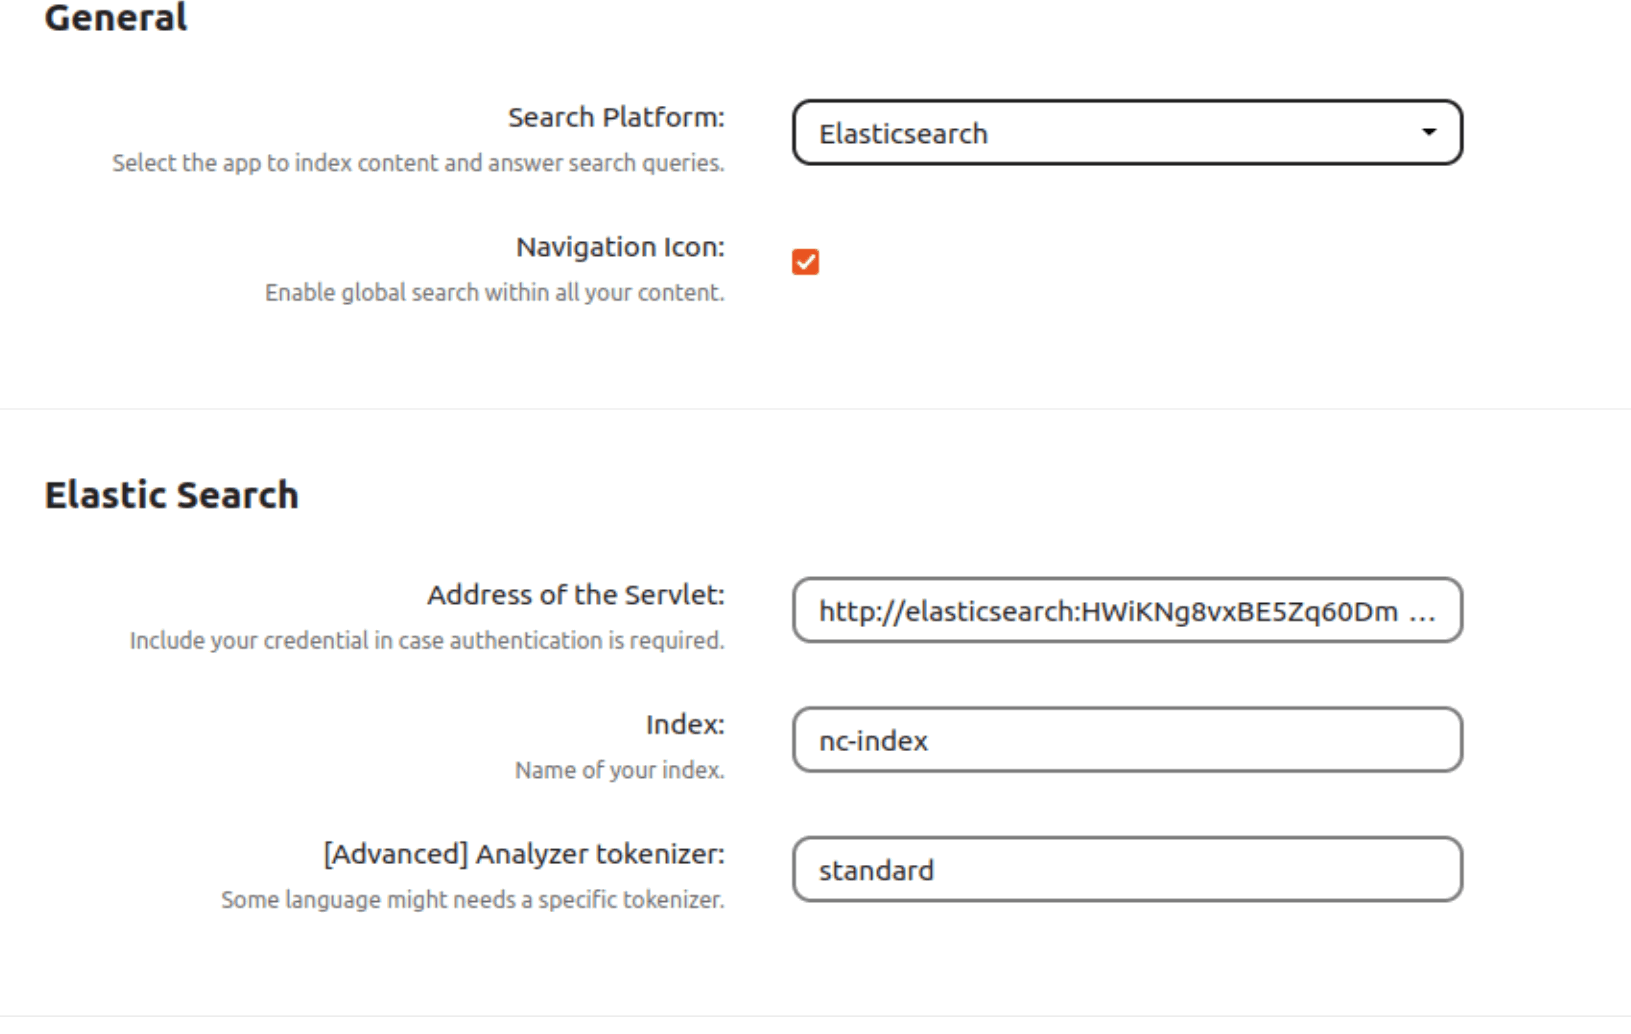 General
Search Platform:
Select the app to index content and answer search queries.
Elasticsearch
Navigation Icon:
Enable global search within all your content.
Elastic Search
Address of the Servlet:
Include your credential in case authentication is required.
http://elasticsearch:HWiKNg8vxBE5Zq60Dm ...
Index:
Name of your index.
nc-index
[Advanced] Analyzer tokenizer:
Some language might needs a specific tokenizer.
standard